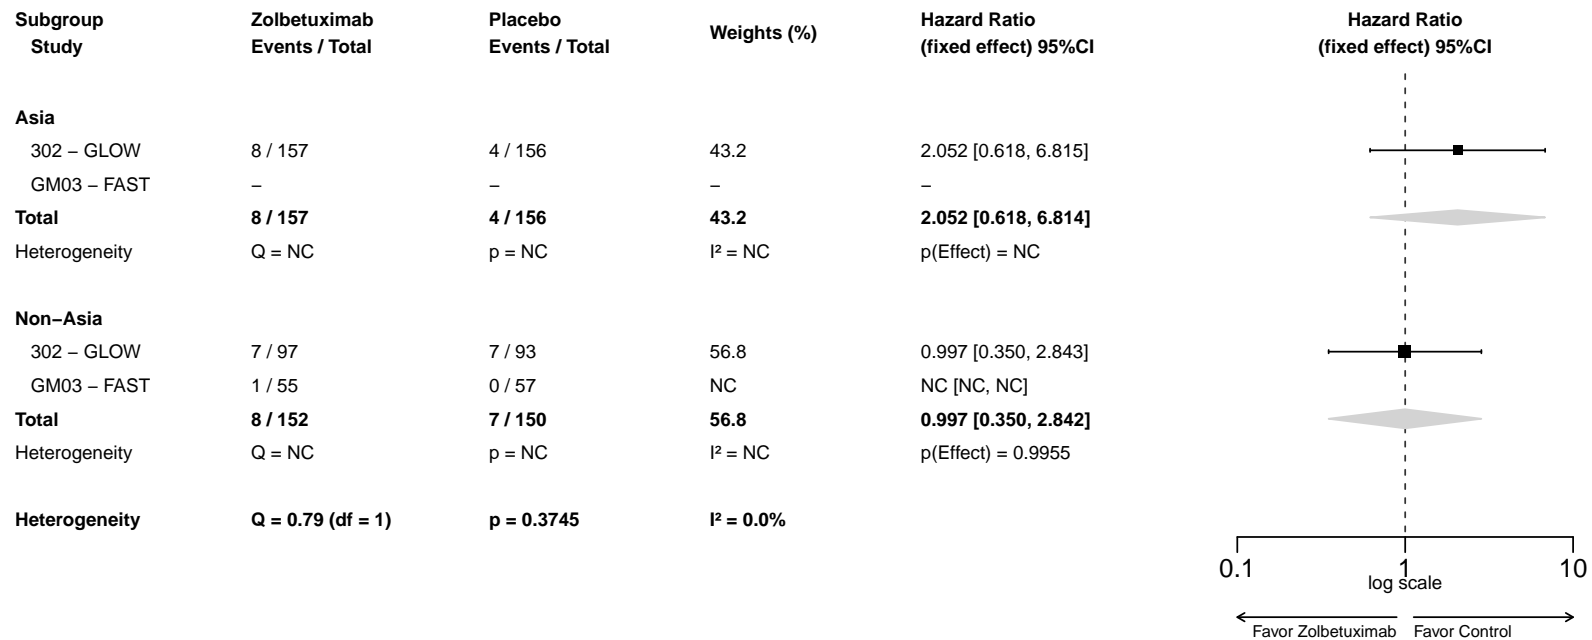 Subgroup Zolbetuximab Placebo Hazard Ratio Hazard Ratio
Study Events / Total Events / Total Weights (%) (fixed effect) 95%CI (fixed effect) 95%CI
Asia
302 − GLOW 8 / 157 4 / 156 43.2 2.052 [0.618, 6.815]
GM03 − FAST − − − −
Total 8 / 157 4 / 156 43.2 2.052 [0.618, 6.814]
Heterogeneity Q = NC p = NC I² = NC p(Effect) = NC
Non−Asia
302 − GLOW 7 / 97 7 / 93 56.8 0.997 [0.350, 2.843]
GM03 − FAST 1 / 55 0 / 57 NC NC [NC, NC]
Total 8 / 152 7 / 150 56.8 0.997 [0.350, 2.842]
Heterogeneity Q = NC p = NC I² = NC p(Effect) = 0.9955
Heterogeneity Q = 0.79 (df = 1) p = 0.3745 I² = 0.0%
0.1 1 10
log scale
Favor Zolbetuximab Favor Control